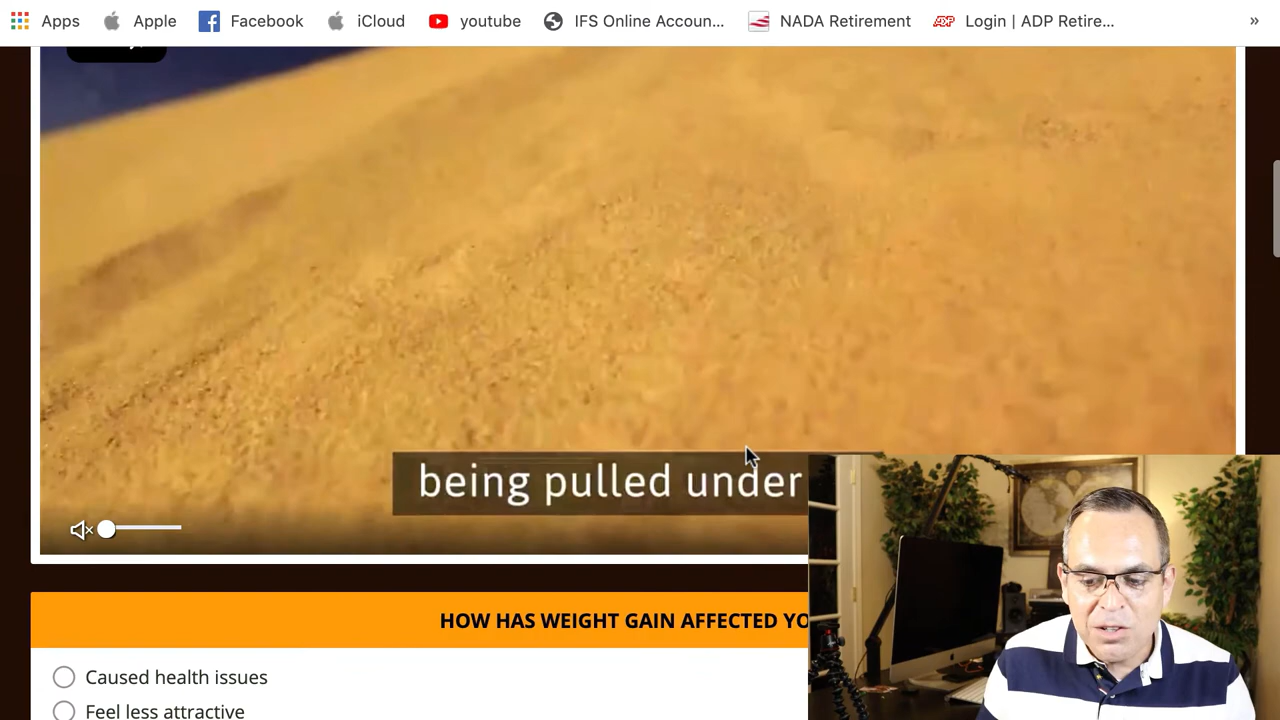 Apps Apple Facebook iCloud youtube IFS Online Accoun... NADA Retirement ADP Login | ADP Retire... »
being pulled under
HOW HAS WEIGHT GAIN AFFECTED YO
Caused health issues
Feel less attractive